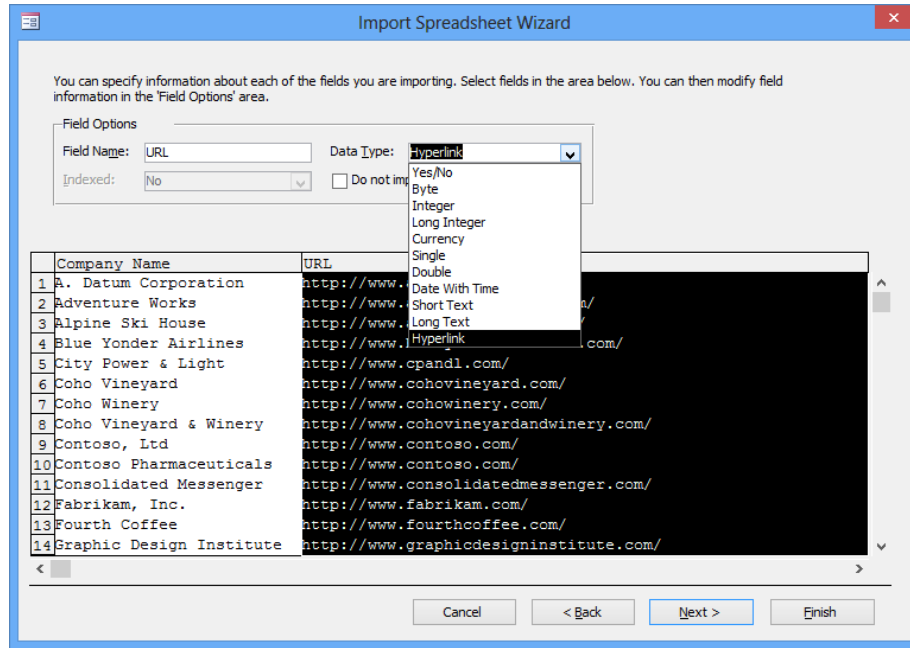 Import Spreadsheet Wizard
You can specify information about each of the fields you are importing. Select fields in the area below. You can then modify field
information in the 'Field Options' area.
Field Options
Field Name: URL Data Type: Hyperlink
Indexed: No Do not im
Yes/No
Byte
Integer
Long Integer
Currency
Single
Double
Date With Time
Short Text
Long Text
Hyperlink
Company Name URL
1 A. Datum Corporation http://www.
2 Adventure Works http://www. /
3 Alpine Ski House http://www. /
4 Blue Yonder Airlines http://www. .com/
5 City Power & Light http://www.cpandl.com/
6 Coho Vineyard http://www.cohovineyard.com/
7 Coho Winery http://www.cohowinery.com/
8 Coho Vineyard & Winery http://www.cohovineyardandwinery.com/
9 Contoso, Ltd http://www.contoso.com/
10 Contoso Pharmaceuticals http://www.contoso.com/
11 Consolidated Messenger http://www.consolidatedmessenger.com/
12 Fabrikam, Inc. http://www.fabrikam.com/
13 Fourth Coffee http://www.fourthcoffee.com/
14 Graphic Design Institute http://www.graphicdesigninstitute.com/
Cancel < Back Next > Finish